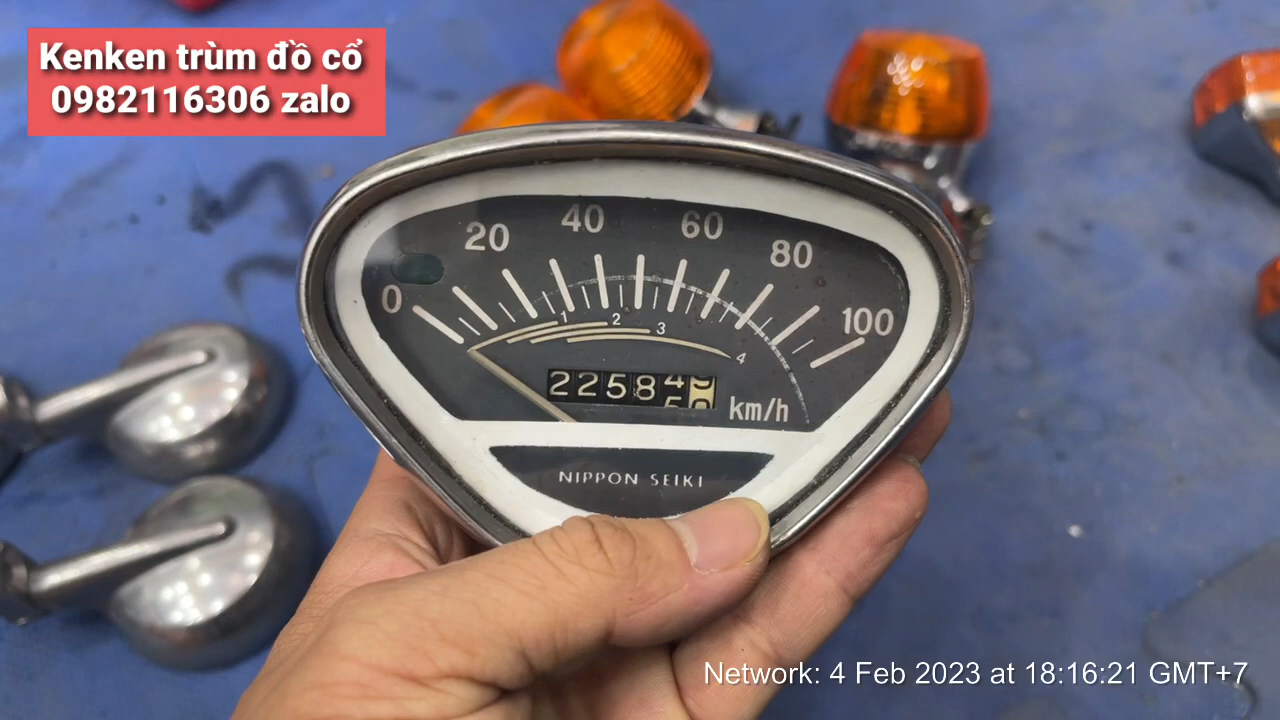 Kenken trùm đồ cổ
0982116306 zalo
0 20 40 60 80 100
1 2 3 4
2258
km/h
NIPPON SEIKI
Network: 4 Feb 2023 at 18:16:21 GMT+7